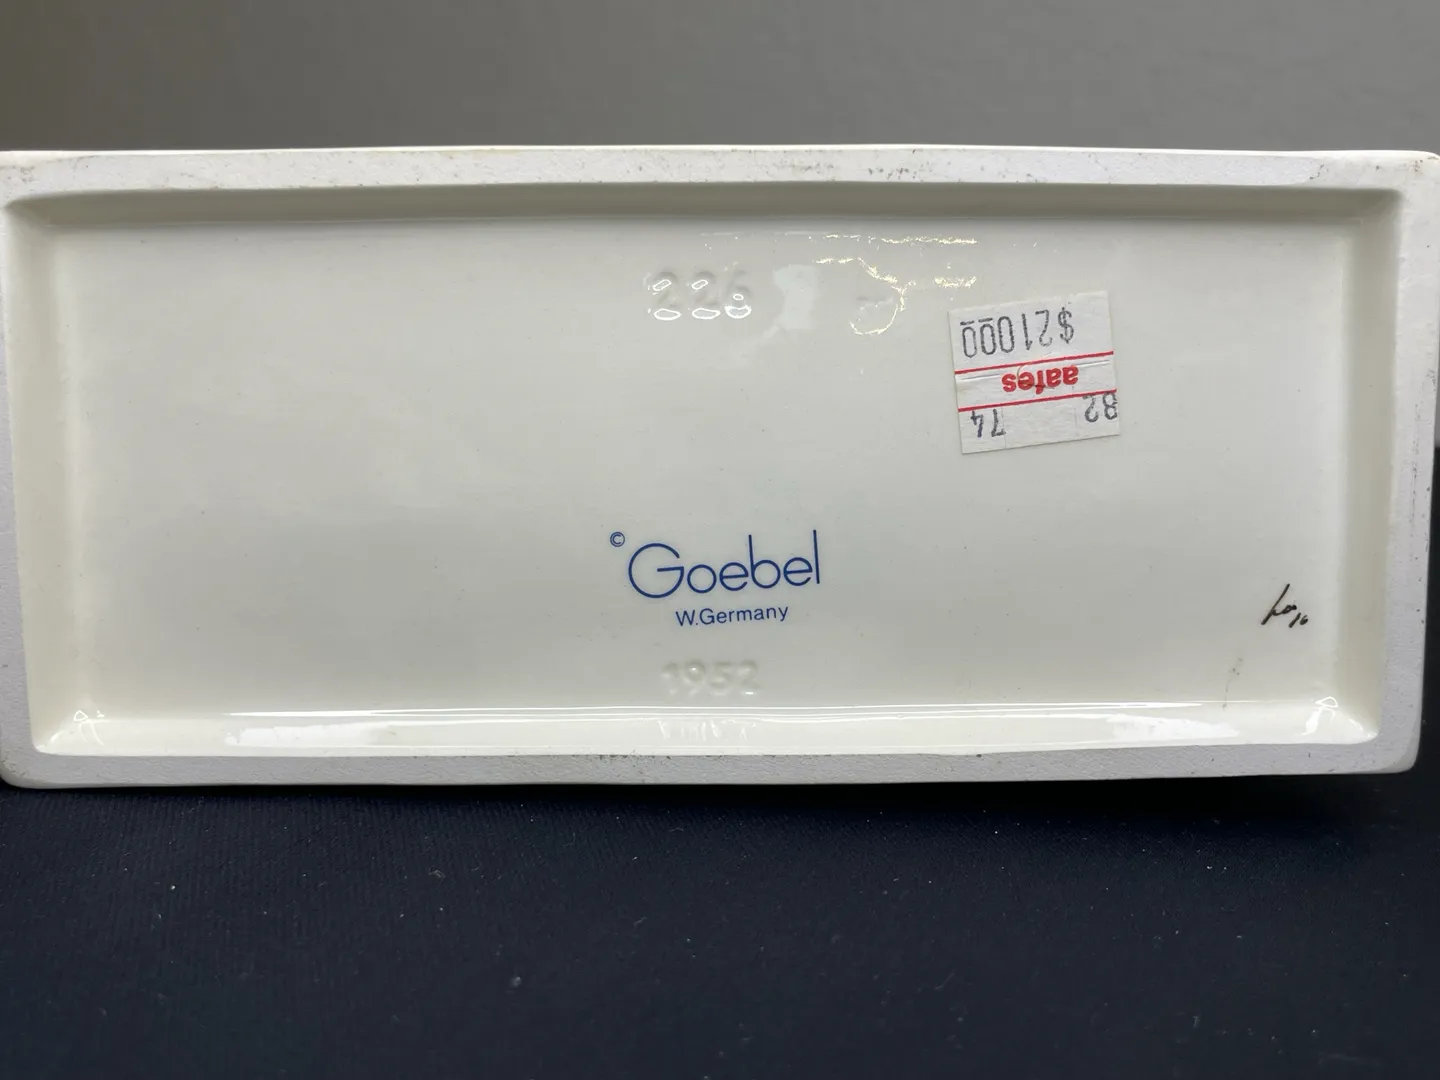 226
$21000
aafes
82 74
© Goebel
W.Germany
1952